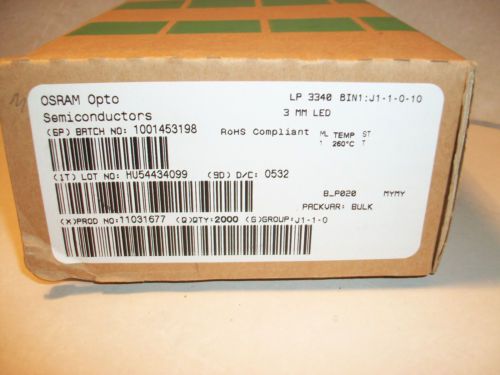 OSRAM Opto
Semiconductors
LP 3340 BIN1:J1-1-0-10
3 MM LED
(6P) BATCH NO: 1001453198
RoHS Compliant
ML TEMP ST
1 260°C T
(1T) LOT NO: HU54434099 (9D) D/C: 0532
B_P020 MYMY
PACKVAR: BULK
(X)PROD NO:11031677 (Q)QTY:2000 (G)GROUP:J1-1-0